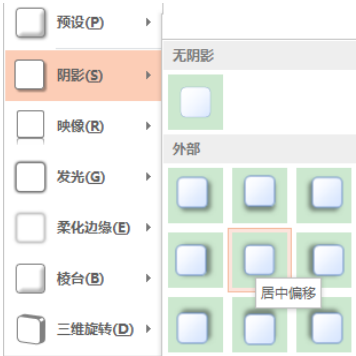 预设(P)
阴影(S)
映像(R)
发光(G)
柔化边缘(E)
棱台(B)
三维旋转(D)
无阴影
外部
居中偏移